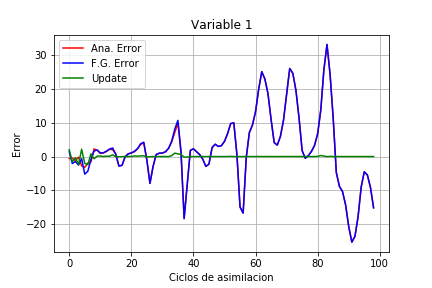 Variable 1
Ana. Error
F.G. Error
Update
Error
30
20
10
0
−10
−20
0
20
40
60
80
100
Ciclos de asimilacion